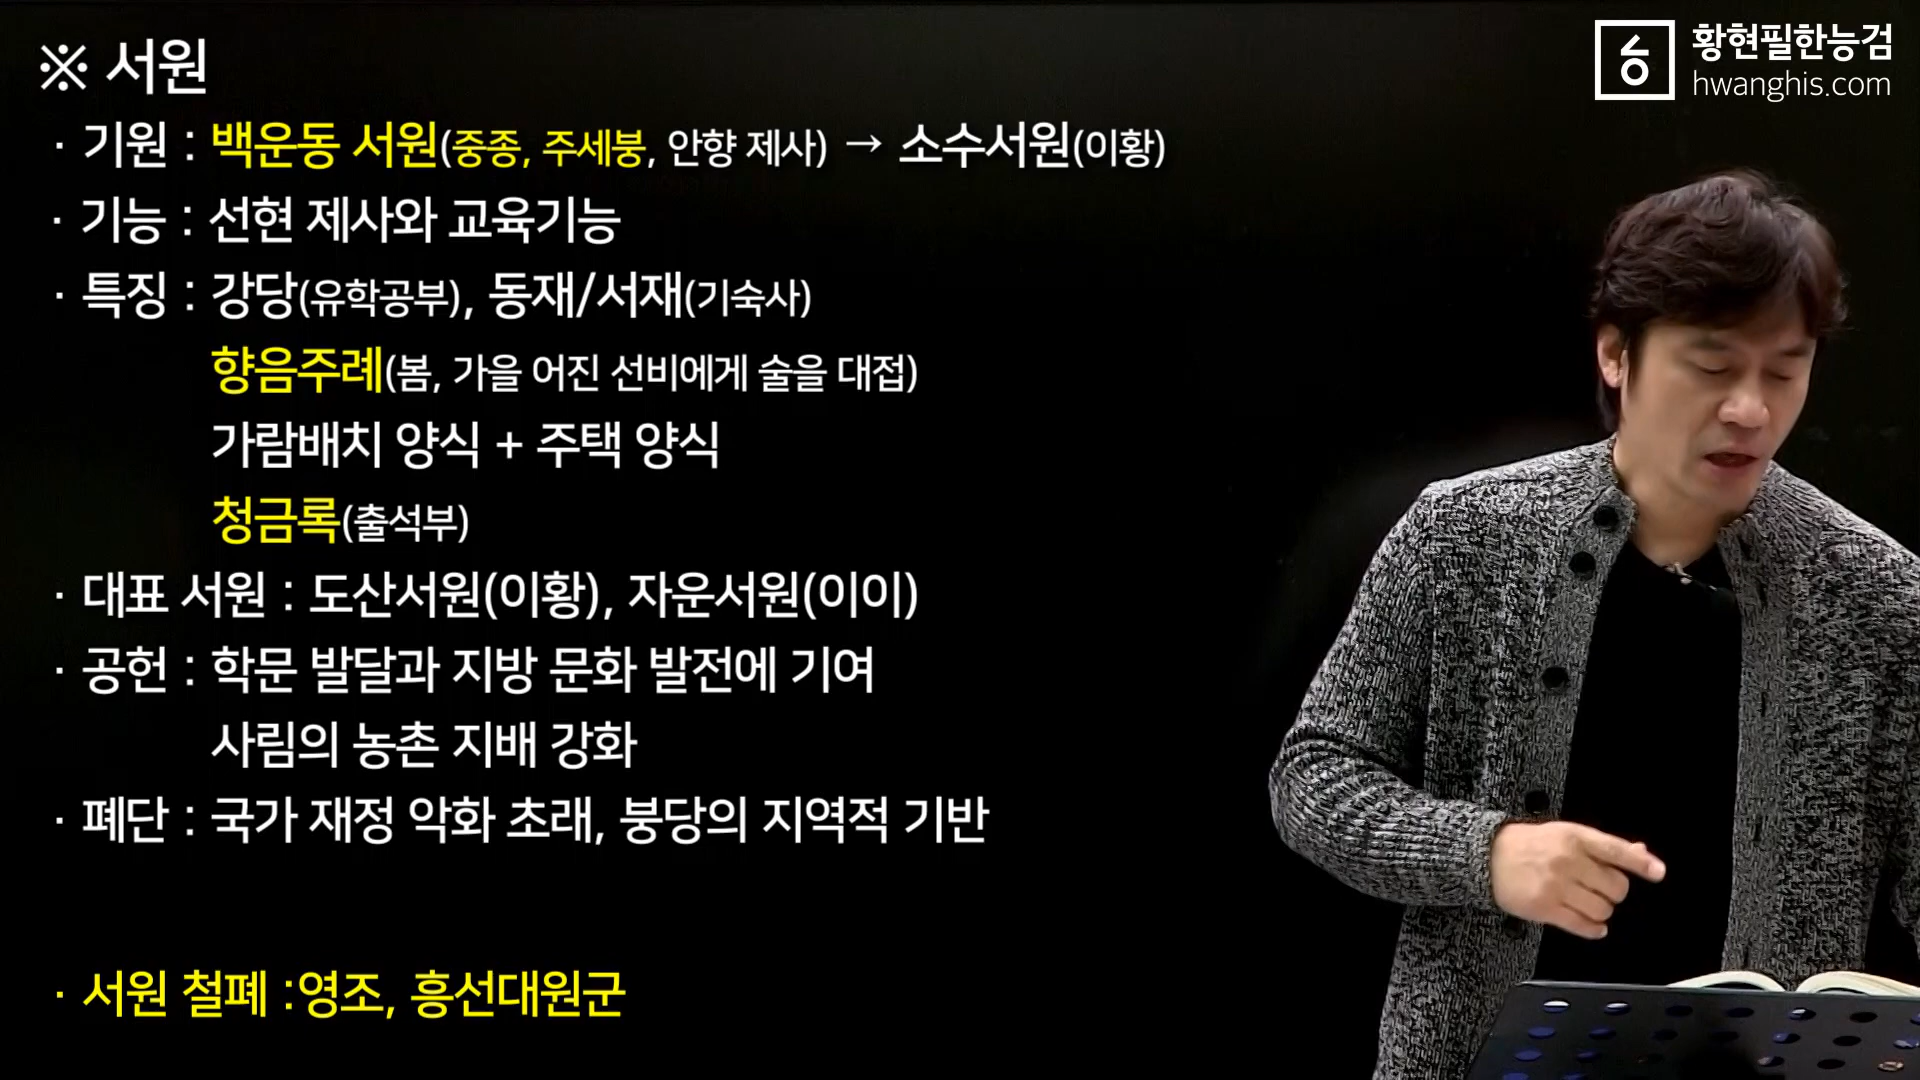 ※ 서원
황현필한능검
hwanghis.com
· 기원 : 백운동 서원(중종, 주세붕, 안향 제사) → 소수서원(이황)
· 기능 : 선현 제사와 교육기능
· 특징 : 강당(유학공부), 동재/서재(기숙사)
향음주례(봄, 가을 어진 선비에게 술을 대접)
가람배치 양식 + 주택 양식
청금록(출석부)
· 대표 서원 : 도산서원(이황), 자운서원(이이)
· 공헌 : 학문 발달과 지방 문화 발전에 기여
사림의 농촌 지배 강화
· 폐단 : 국가 재정 악화 초래, 붕당의 지역적 기반
· 서원 철폐 :영조, 흥선대원군